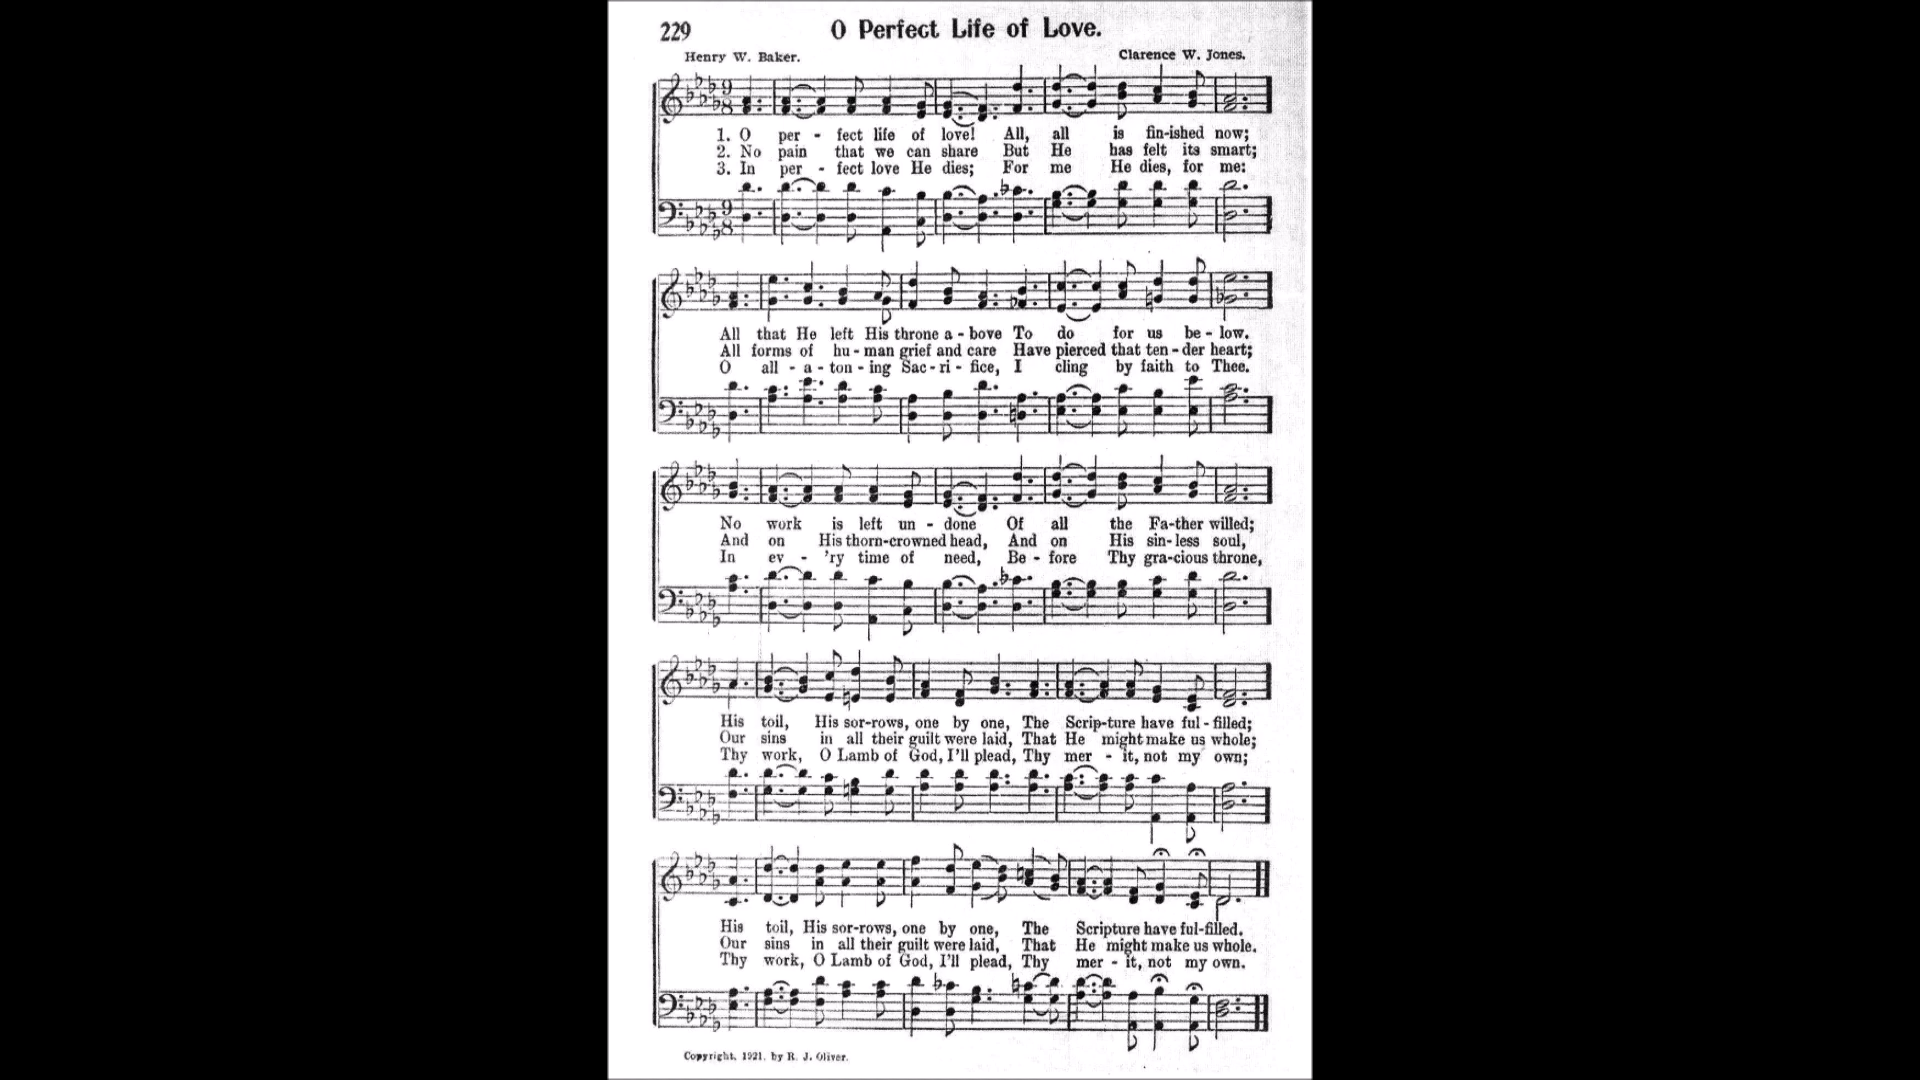 229 O Perfect Life of Love.
Henry W. Baker. Clarence W. Jones.
1. O per - fect life of love! All, all is fin-ished now;
2. No pain that we can share But He has felt its smart;
3. In per - fect love He dies; For me He dies, for me:
All that He left His throne a - bove To do for us be - low.
All forms of hu - man grief and care Have pierced that ten - der heart;
O all - a - ton - ing Sac - ri - fice, I cling by faith to Thee.
No work is left un - done Of all the Fa-ther willed;
And on His thorn-crowned head, And on His sin-less soul,
In ev - 'ry time of need, Be - fore Thy gra-cious throne,
His toil, His sor-rows, one by one, The Scrip-ture have ful - filled;
Our sins in all their guilt were laid, That He might make us whole;
Thy work, O Lamb of God, I'll plead, Thy mer - it, not my own;
His toil, His sor-rows, one by one, The Scripture have ful-filled.
Our sins in all their guilt were laid, That He might make us whole.
Thy work, O Lamb of God, I'll plead, Thy mer - it, not my own.
Copyright, 1921, by R. J. Oliver.